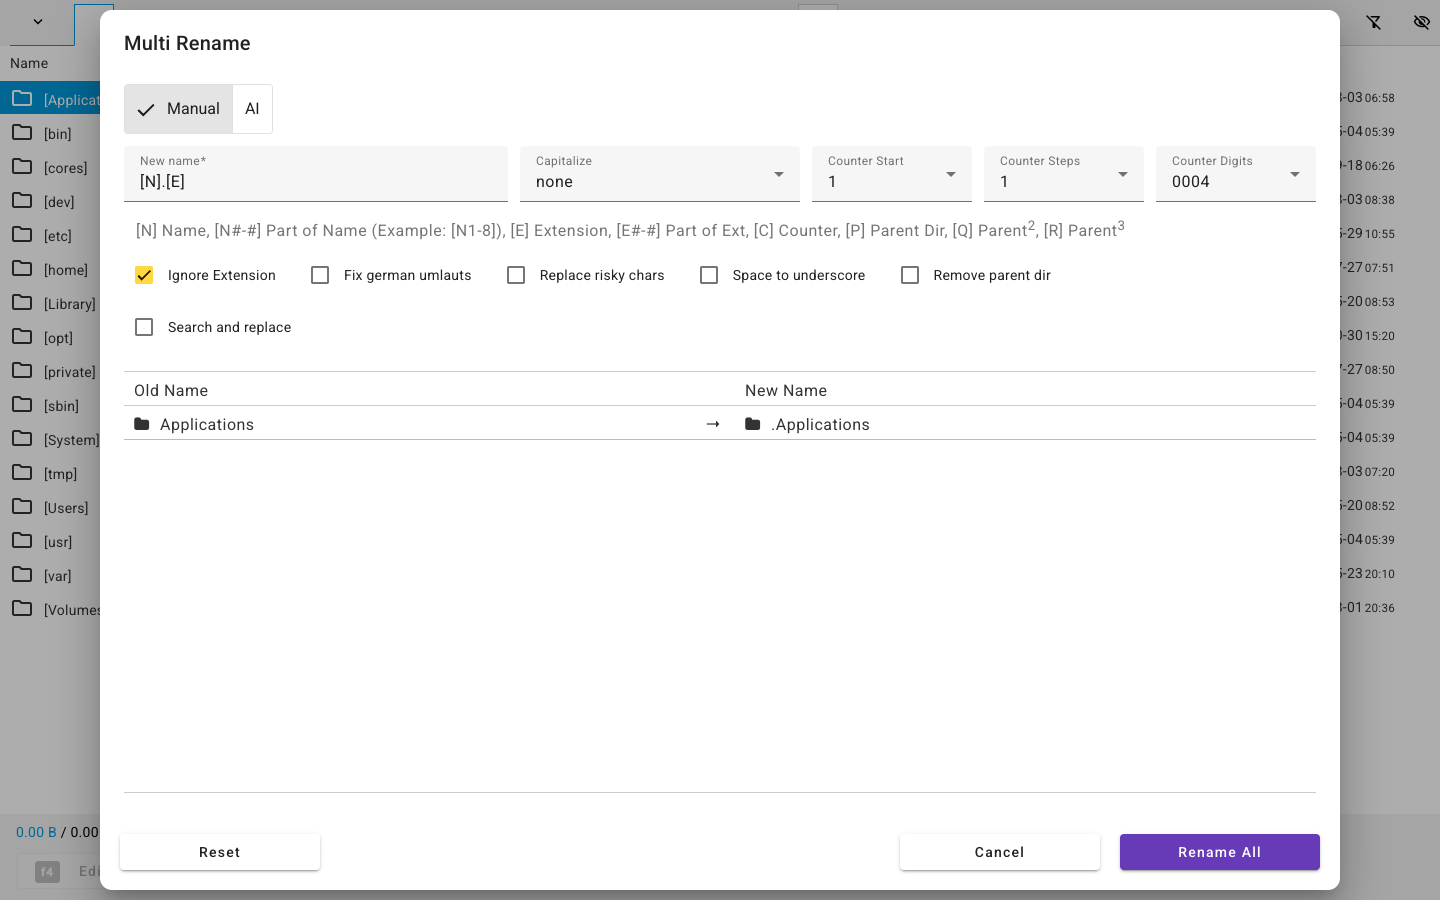 Multi Rename
Manual
AI
New name*
[N].[E]
Capitalize
none
Counter Start
1
Counter Steps
1
Counter Digits
0004
[N] Name, [N#-#] Part of Name (Example: [N1-8]), [E] Extension, [E#-#] Part of Ext, [C] Counter, [P] Parent Dir, [Q] Parent2, [R] Parent3
Ignore Extension
Fix german umlauts
Replace risky chars
Space to underscore
Remove parent dir
Search and replace
Old Name
New Name
Applications → .Applications
Reset
Cancel
Rename All
Name
[bin]
[cores]
[dev]
[etc]
[home]
[Library]
[opt]
[private]
[sbin]
[System]
[tmp]
[Users]
[usr]
[var]
[Volumes
-03 06:58
-04 05:39
-18 06:26
-03 08:38
-29 10:55
-27 07:51
-20 08:53
-30 15:20
-27 08:50
-04 05:39
-04 05:39
-03 07:20
-20 08:52
-04 05:39
-23 20:10
-01 20:36
0.00 B / 0.00
f4